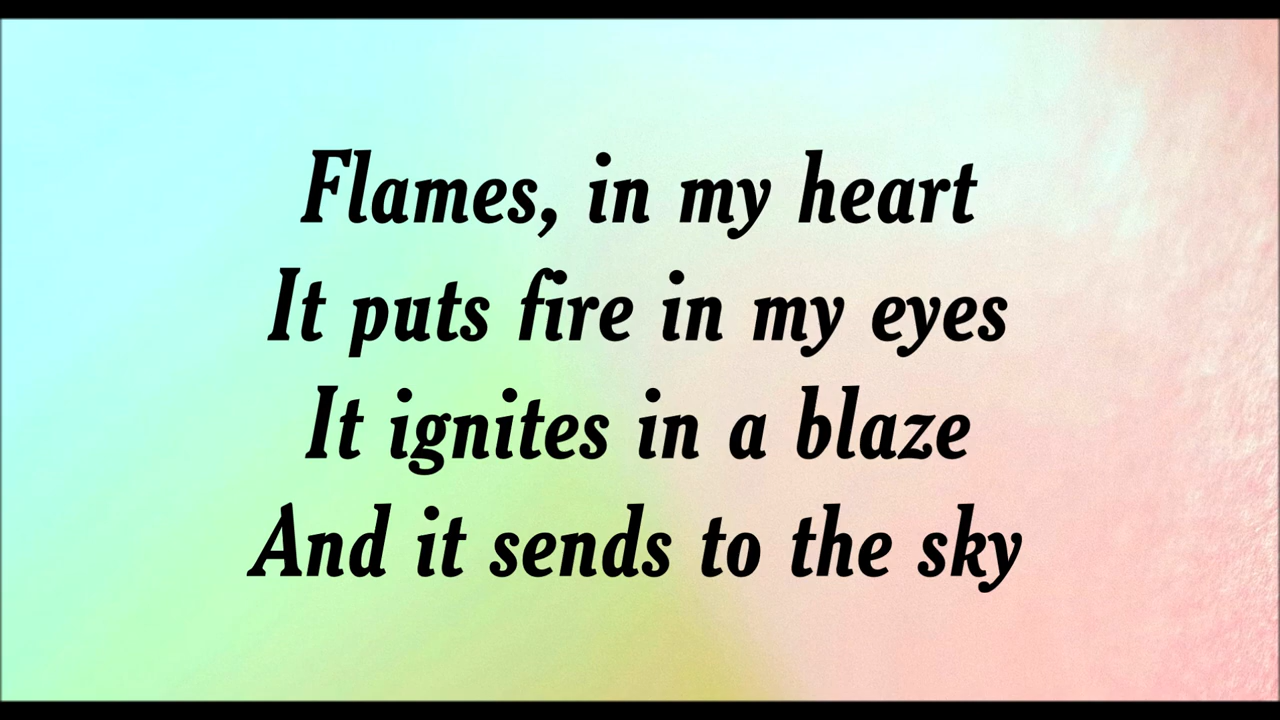 Flames, in my heart
It puts fire in my eyes
It ignites in a blaze
And it sends to the sky